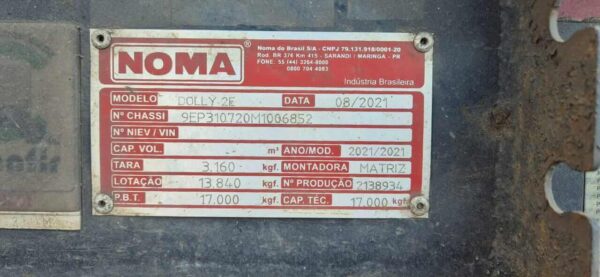 NOMA®
Noma do Brasil S/A - CNPJ 79.131.918/0001-20
Rod. BR 376 Km 415 - SARANDI / MARINGA - PR
FONE: 55 (44) 3264-8000
0800 704 4083
Indústria Brasileira
MODELO DOLLY 2E DATA 08/2021
Nº CHASSI 9EP310720M1006852
Nº NIEV / VIN
CAP. VOL. — m³ ANO/MOD. 2021/2021
TARA 3.160 kgf. MONTADORA MATRIZ
LOTAÇÃO 13.840 kgf. Nº PRODUÇÃO 2138934
P.B.T. 17.000 kgf. CAP. TÉC. 17.000 kgf.